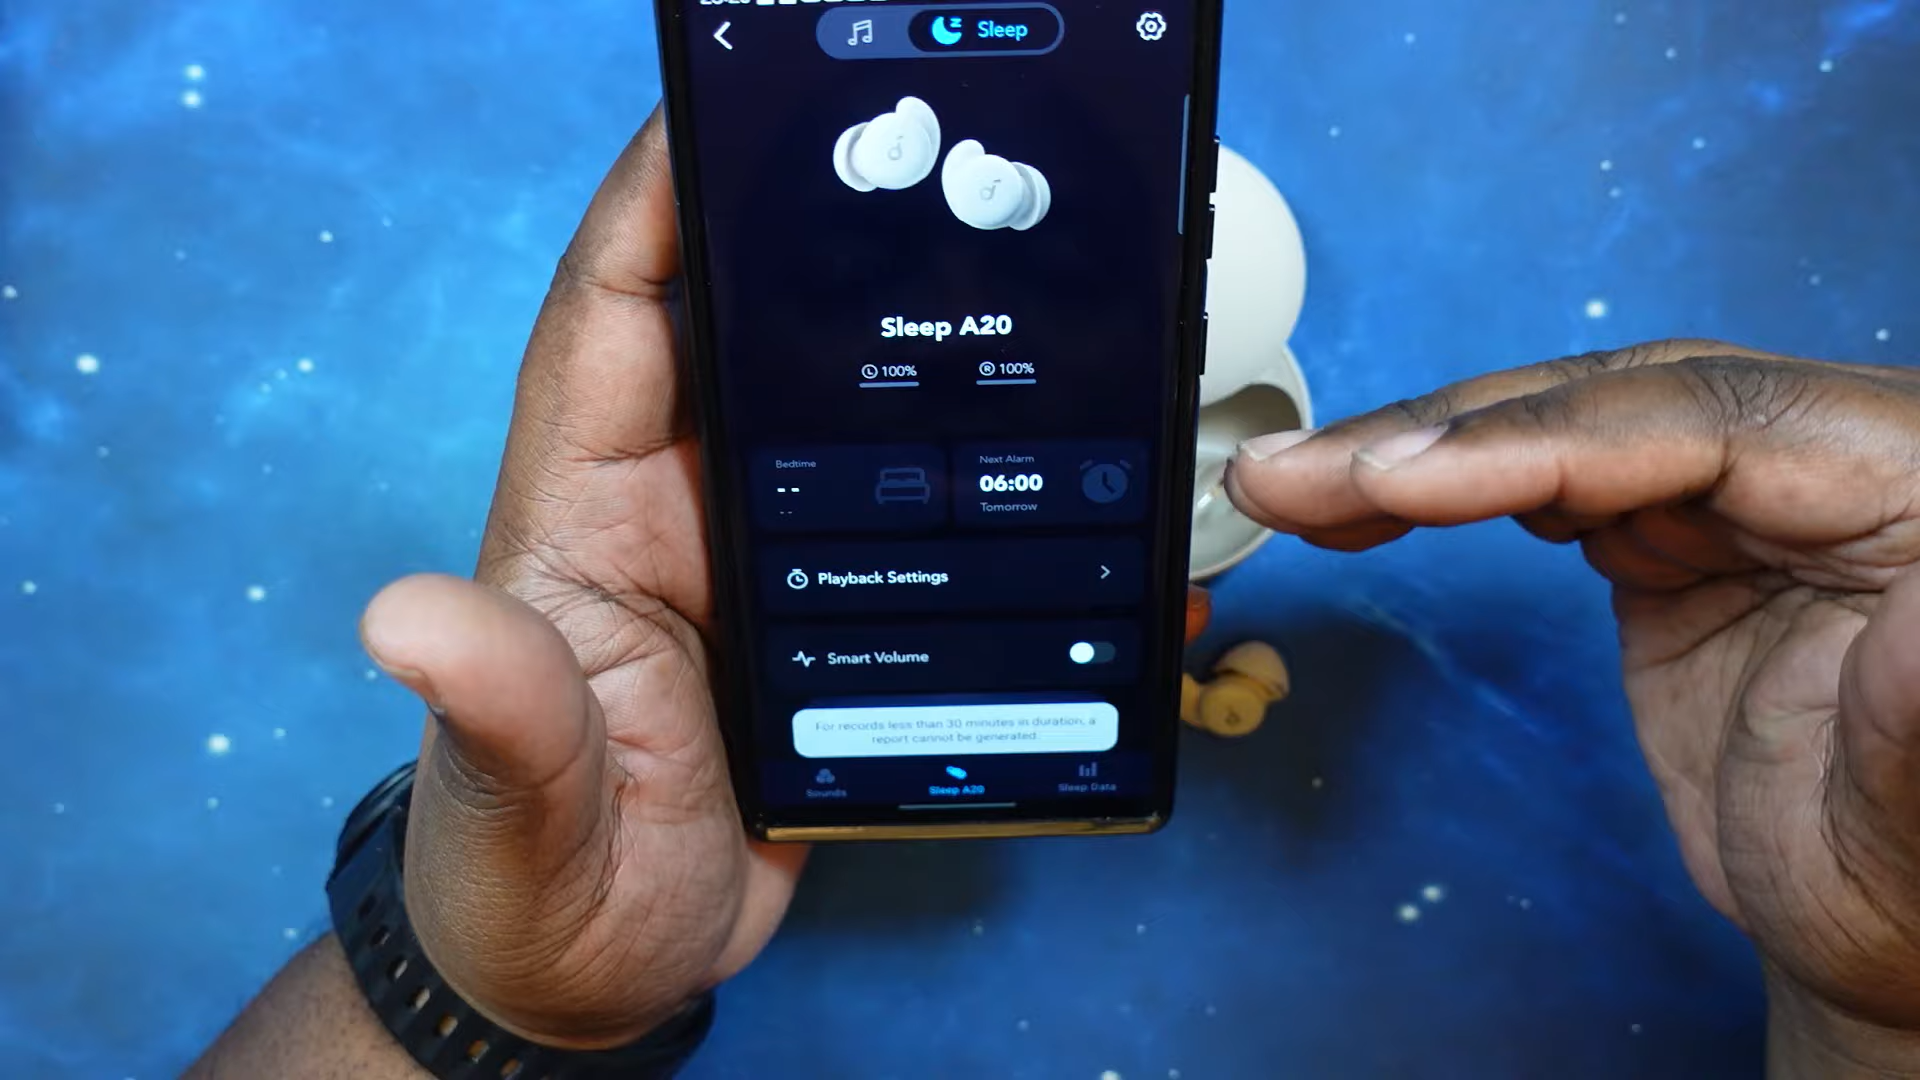 Sleep
Sleep A20
L 100%
R 100%
Bedtime
--
--
Next Alarm
06:00
Tomorrow
Playback Settings
Smart Volume
For records less than 30 minutes in duration, a
report cannot be generated.
Sounds
Sleep A20
Sleep Data